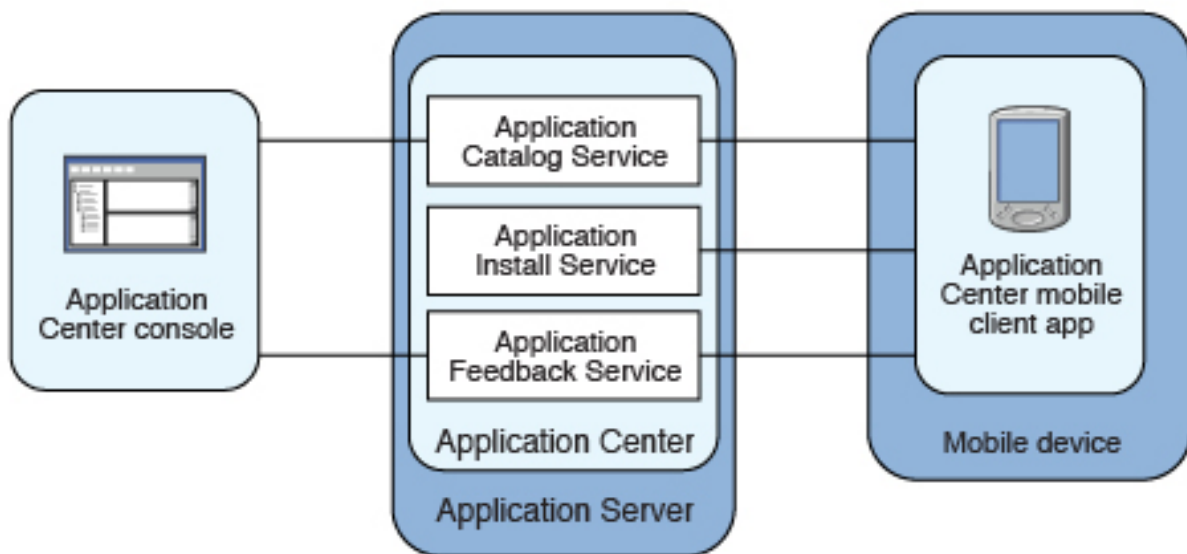 Application
Center console
Application
Catalog Service
Application
Install Service
Application
Feedback Service
Application Center
Application Server
Application
Center mobile
client app
Mobile device